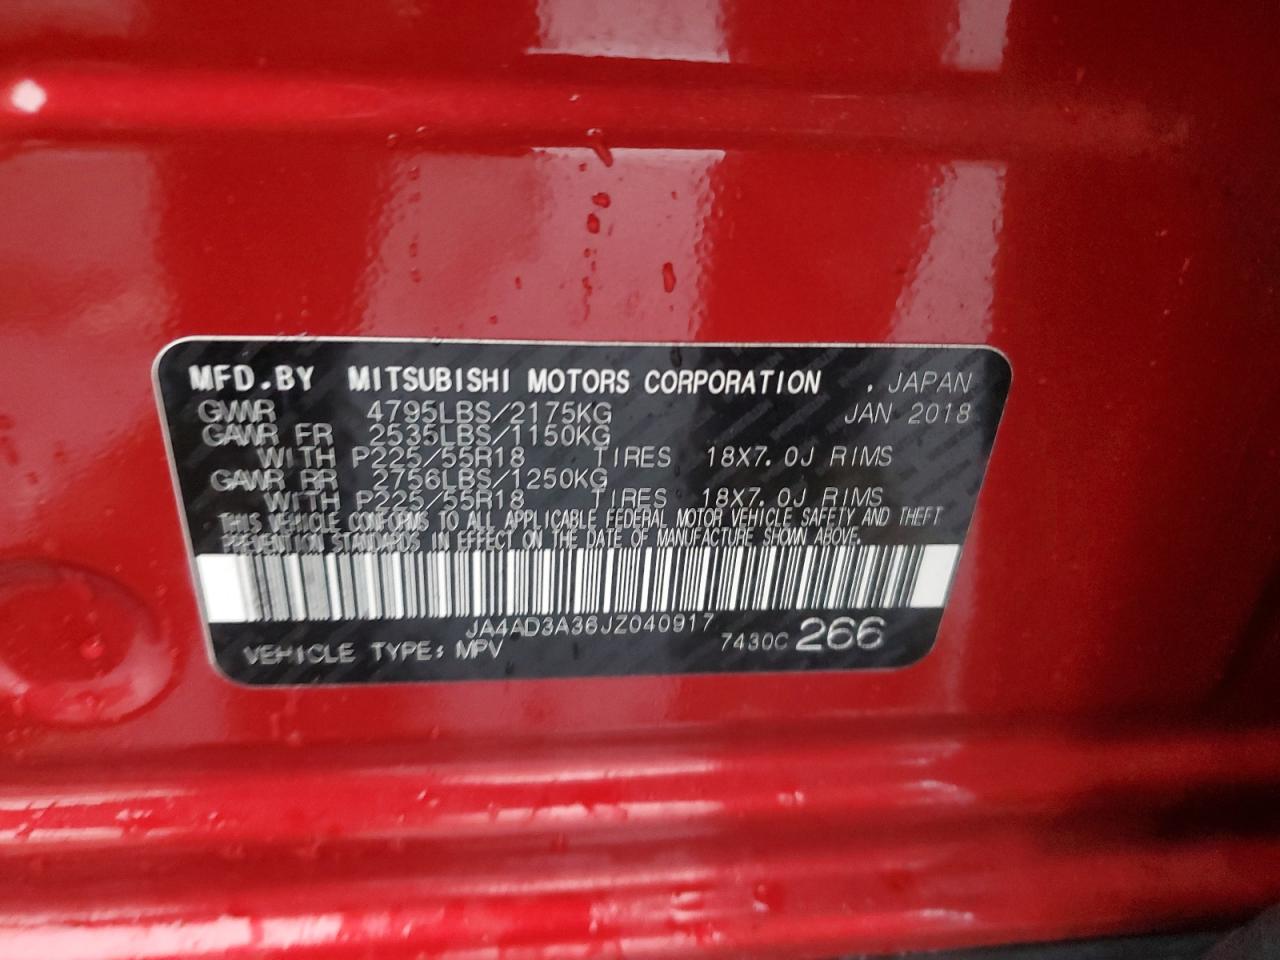 MFD.BY MITSUBISHI MOTORS CORPORATION . JAPAN
GVWR 4795LBS/2175KG JAN 2018
GAWR FR 2535LBS/1150KG
WITH P225/55R18 TIRES 18X7.0J RIMS
GAWR RR 2756LBS/1250KG
WITH P225/55R18 TIRES 18X7.0J RIMS
THIS VEHICLE CONFORMS TO ALL APPLICABLE FEDERAL MOTOR VEHICLE SAFETY AND THEFT
PREVENTION STANDARDS IN EFFECT ON THE DATE OF MANUFACTURE SHOWN ABOVE.
JA4AD3A36JZ040917
VEHICLE TYPE: MPV 7430C 266